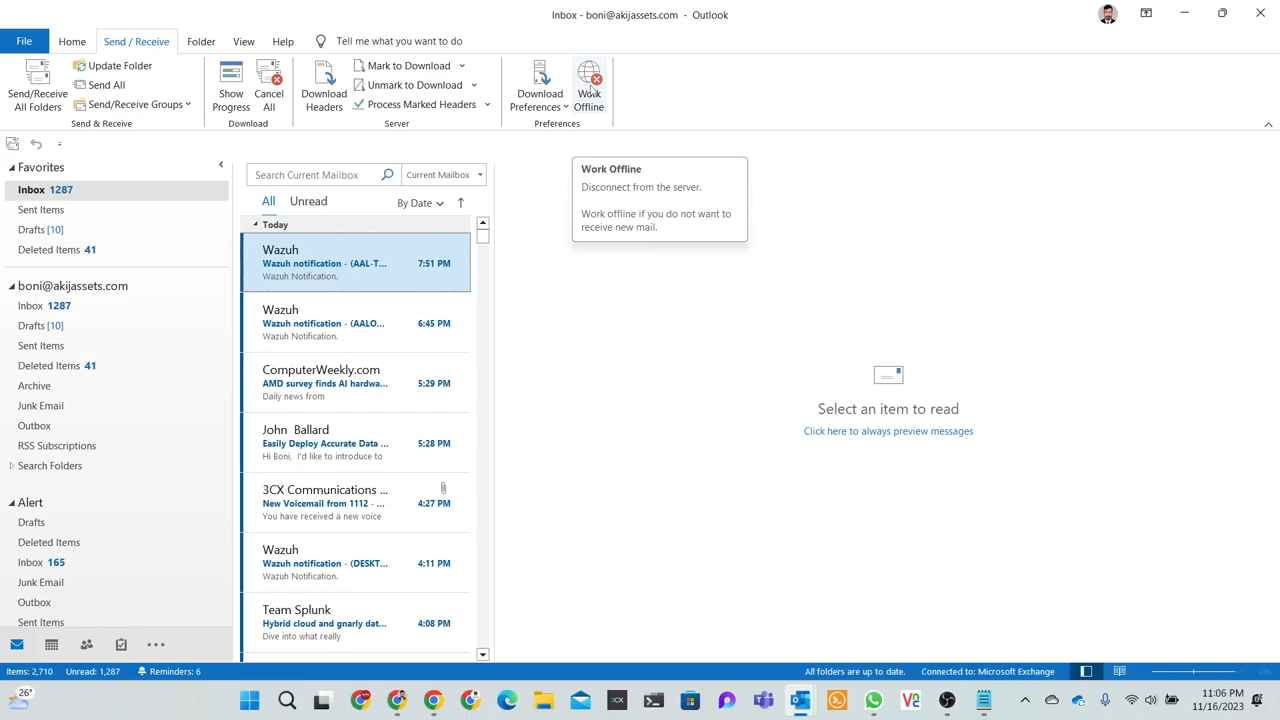 Inbox - boni@akijassets.com - Outlook
File
Home
Send / Receive
Folder
View
Help
Tell me what you want to do
Send/Receive
All Folders
Update Folder
Send All
Send/Receive Groups
Send & Receive
Show
Progress
Cancel
All
Download
Download
Headers
Mark to Download
Unmark to Download
Process Marked Headers
Server
Download
Preferences
Work
Offline
Preferences
Work Offline
Disconnect from the server.
Work offline if you do not want to
receive new mail.
Favorites
Inbox 1287
Sent Items
Drafts [10]
Deleted Items 41
boni@akijassets.com
Inbox 1287
Drafts [10]
Sent Items
Deleted Items 41
Archive
Junk Email
Outbox
RSS Subscriptions
Search Folders
Alert
Drafts
Deleted Items
Inbox 165
Junk Email
Outbox
Sent Items
Search Current Mailbox
Current Mailbox
All
Unread
By Date
Today
Wazuh
Wazuh notification - (AAL-T... 7:51 PM
Wazuh Notification.
Wazuh
Wazuh notification - (AALO... 6:45 PM
Wazuh Notification.
ComputerWeekly.com
AMD survey finds AI hardwa... 5:29 PM
Daily news from
John Ballard
Easily Deploy Accurate Data ... 5:28 PM
Hi Boni, I'd like to introduce to
3CX Communications ...
New Voicemail from 1112 - ... 4:27 PM
You have received a new voice
Wazuh
Wazuh notification - (DESKT... 4:11 PM
Wazuh Notification.
Team Splunk
Hybrid cloud and gnarly dat... 4:08 PM
Dive into what really
Select an item to read
Click here to always preview messages
Items: 2,710
Unread: 1,287
Reminders: 6
All folders are up to date.
Connected to: Microsoft Exchange
26°
11:06 PM
11/16/2023